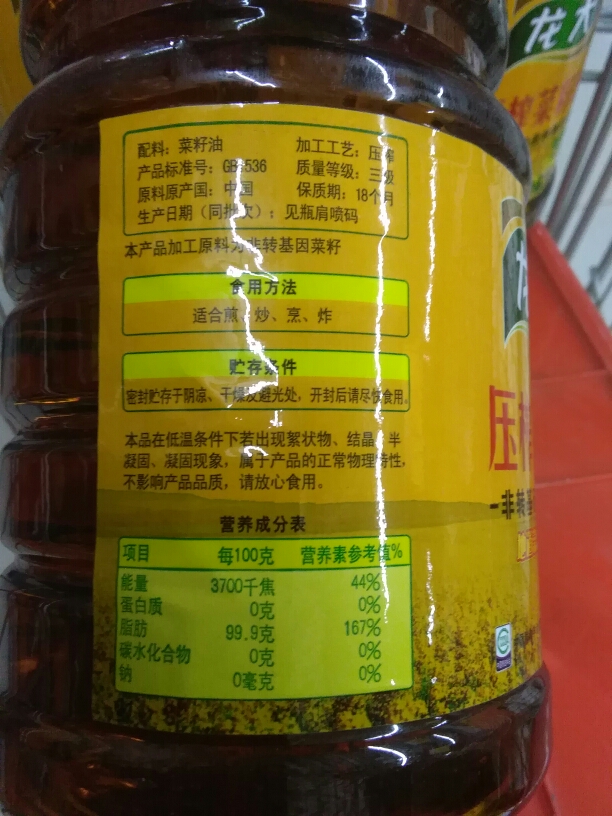 龙大
榨菜
配料：菜籽油 加工工艺：压榨
产品标准号：GB 1536 质量等级：三级
原料原产国：中国 保质期：18个月
生产日期（同批次）：见瓶肩喷码
本产品加工原料为非转基因菜籽
食用方法
适合煎、炒、烹、炸
贮存条件
密封贮存于阴凉、干燥及避光处，开封后请尽快食用。
本品在低温条件下若出现絮状物、结晶、半
凝固、凝固现象，属于产品的正常物理特性，
不影响产品品质，请放心食用。
营养成分表
项目 每100克 营养素参考值%
能量 3700千焦 44%
蛋白质 0克 0%
脂肪 99.9克 167%
碳水化合物 0克 0%
钠 0毫克 0%
压榨
非转基